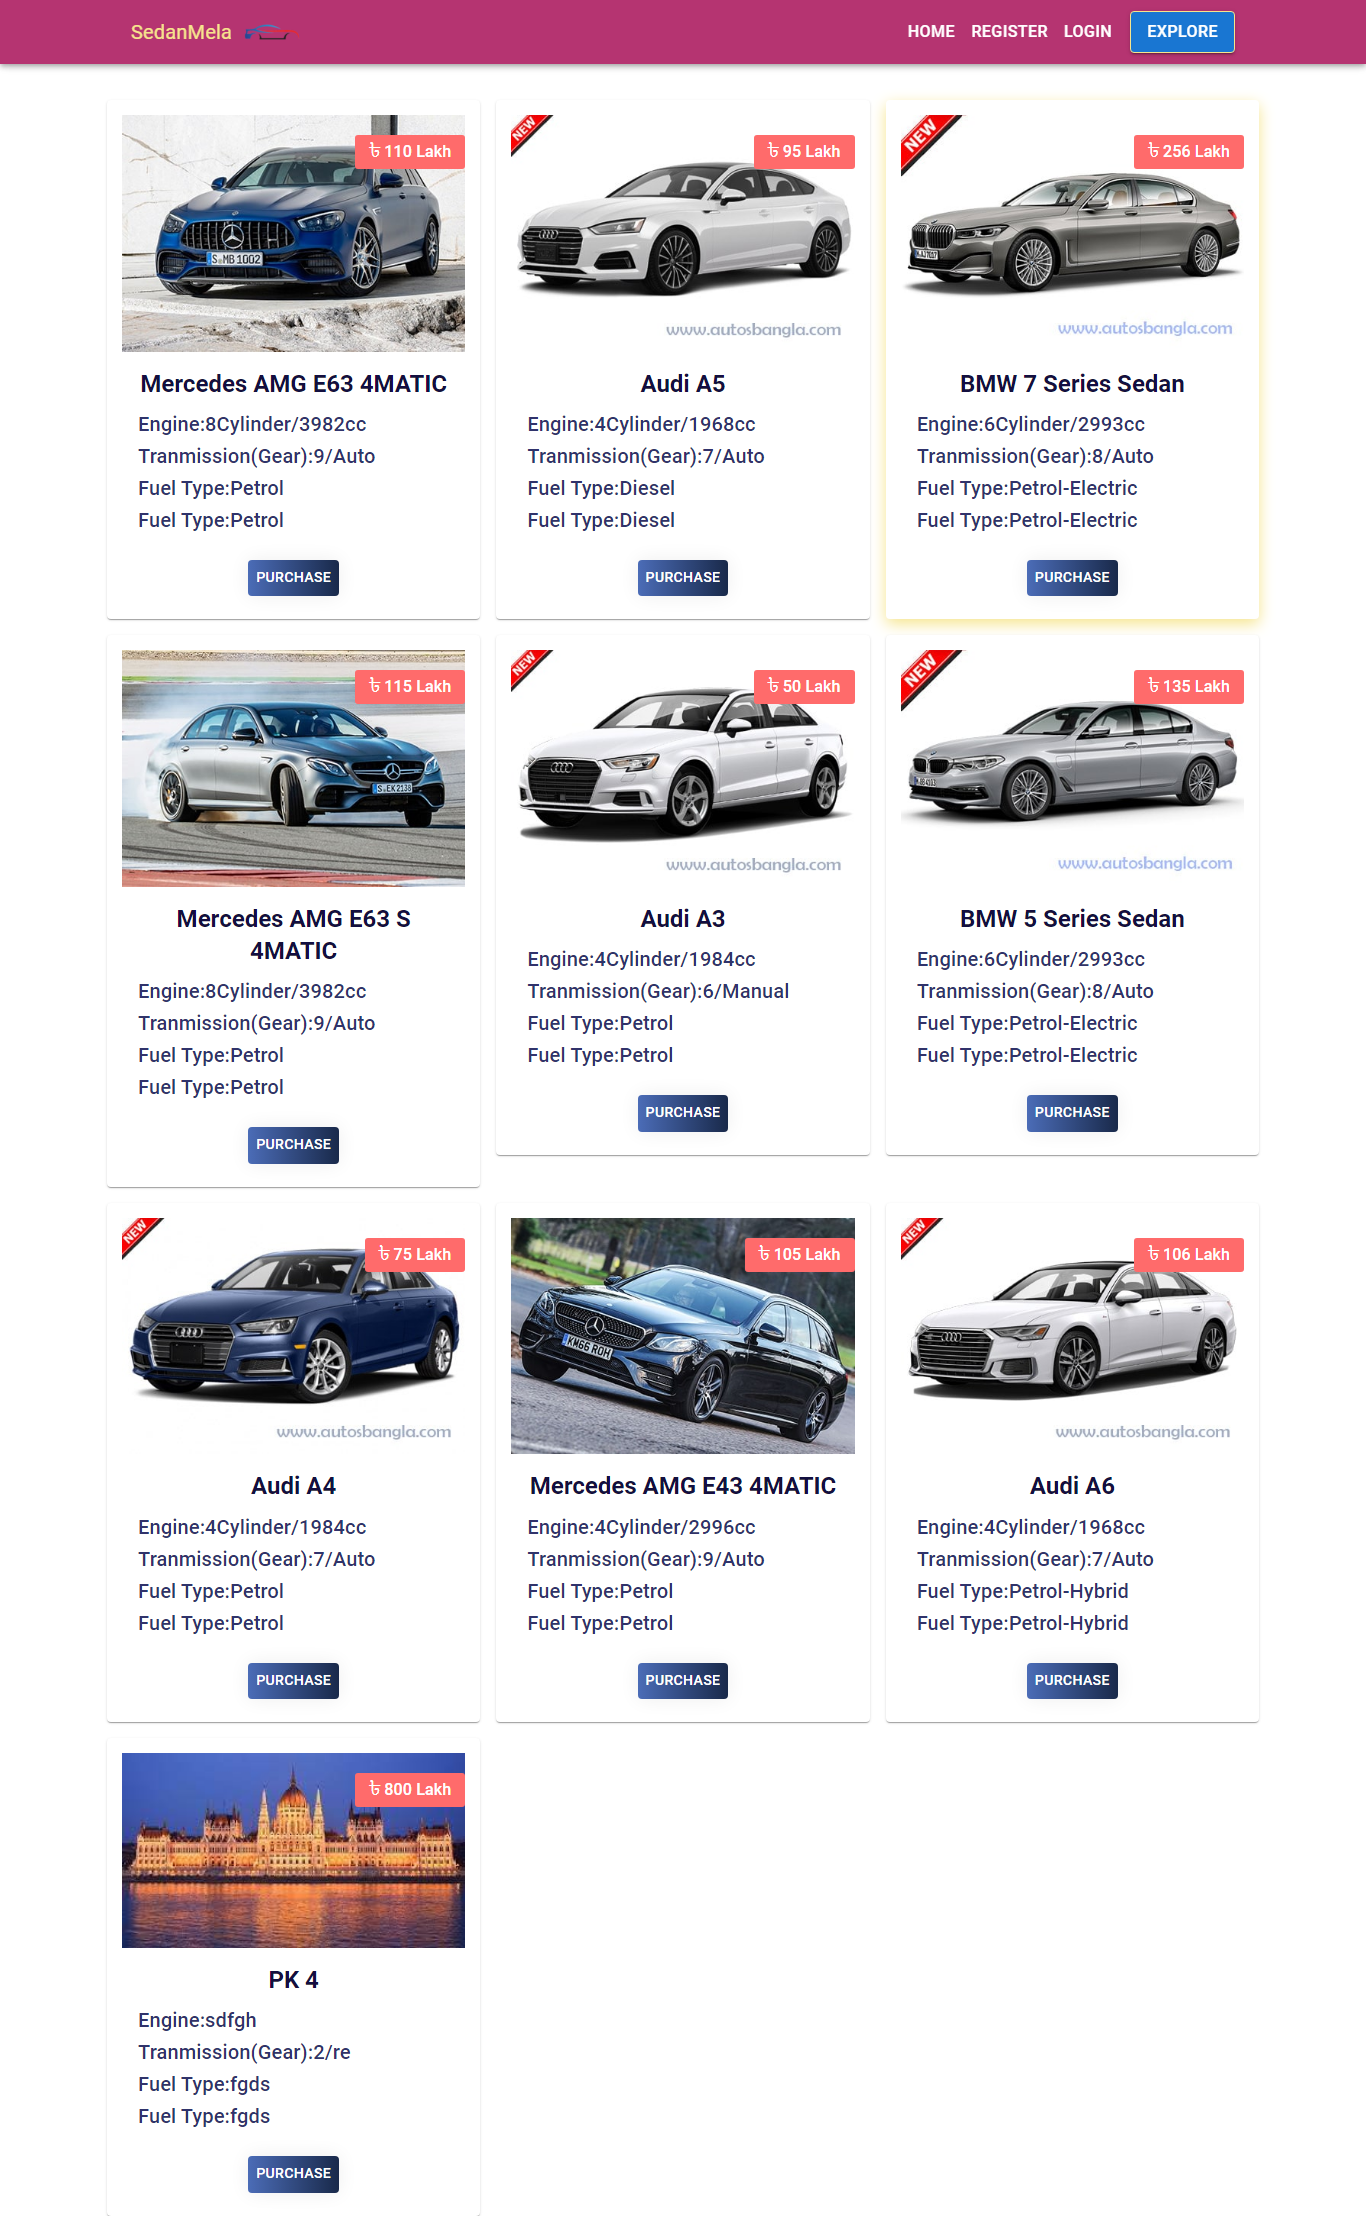 SedanMela
HOME REGISTER LOGIN EXPLORE
৳ 110 Lakh
S MB 1002
Mercedes AMG E63 4MATIC
Engine:8Cylinder/3982cc
Tranmission(Gear):9/Auto
Fuel Type:Petrol
Fuel Type:Petrol
PURCHASE
NEW
৳ 95 Lakh
www.autosbangla.com
Audi A5
Engine:4Cylinder/1968cc
Tranmission(Gear):7/Auto
Fuel Type:Diesel
Fuel Type:Diesel
PURCHASE
NEW
৳ 256 Lakh
www.autosbangla.com
BMW 7 Series Sedan
Engine:6Cylinder/2993cc
Tranmission(Gear):8/Auto
Fuel Type:Petrol-Electric
Fuel Type:Petrol-Electric
PURCHASE
৳ 115 Lakh
S EK 2138
Mercedes AMG E63 S
4MATIC
Engine:8Cylinder/3982cc
Tranmission(Gear):9/Auto
Fuel Type:Petrol
Fuel Type:Petrol
PURCHASE
NEW
৳ 50 Lakh
www.autosbangla.com
Audi A3
Engine:4Cylinder/1984cc
Tranmission(Gear):6/Manual
Fuel Type:Petrol
Fuel Type:Petrol
PURCHASE
NEW
৳ 135 Lakh
www.autosbangla.com
BMW 5 Series Sedan
Engine:6Cylinder/2993cc
Tranmission(Gear):8/Auto
Fuel Type:Petrol-Electric
Fuel Type:Petrol-Electric
PURCHASE
NEW
৳ 75 Lakh
www.autosbangla.com
Audi A4
Engine:4Cylinder/1984cc
Tranmission(Gear):7/Auto
Fuel Type:Petrol
Fuel Type:Petrol
PURCHASE
৳ 105 Lakh
KM66 ROH
Mercedes AMG E43 4MATIC
Engine:4Cylinder/2996cc
Tranmission(Gear):9/Auto
Fuel Type:Petrol
Fuel Type:Petrol
PURCHASE
NEW
৳ 106 Lakh
www.autosbangla.com
Audi A6
Engine:4Cylinder/1968cc
Tranmission(Gear):7/Auto
Fuel Type:Petrol-Hybrid
Fuel Type:Petrol-Hybrid
PURCHASE
৳ 800 Lakh
PK 4
Engine:sdfgh
Tranmission(Gear):2/re
Fuel Type:fgds
Fuel Type:fgds
PURCHASE